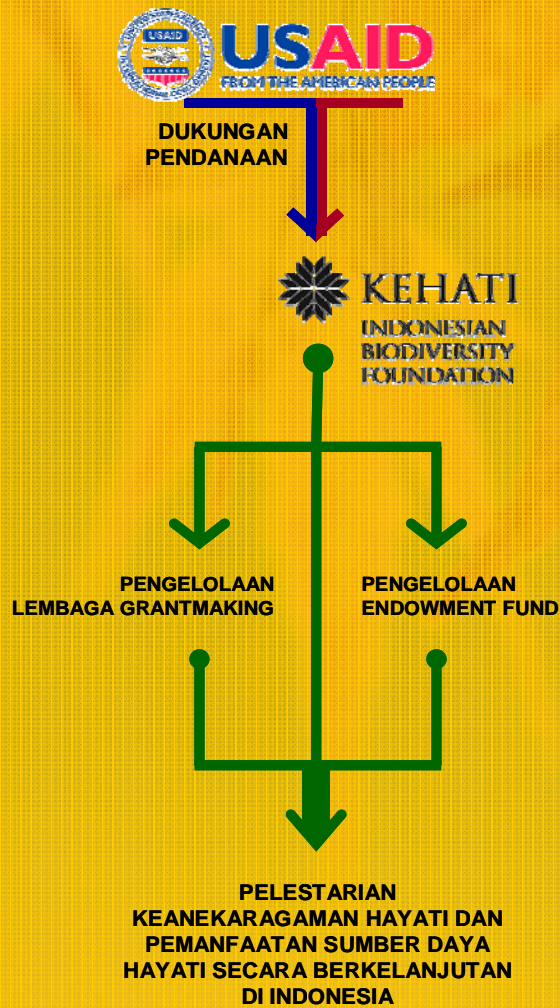 USAID
USAID
FROM THE AMERICAN PEOPLE
DUKUNGAN
PENDANAAN
KEHATI
INDONESIAN
BIODIVERSITY
FOUNDATION
PENGELOLAAN
LEMBAGA GRANTMAKING
PENGELOLAAN
ENDOWMENT FUND
PELESTARIAN
KEANEKARAGAMAN HAYATI DAN
PEMANFAATAN SUMBER DAYA
HAYATI SECARA BERKELANJUTAN
DI INDONESIA